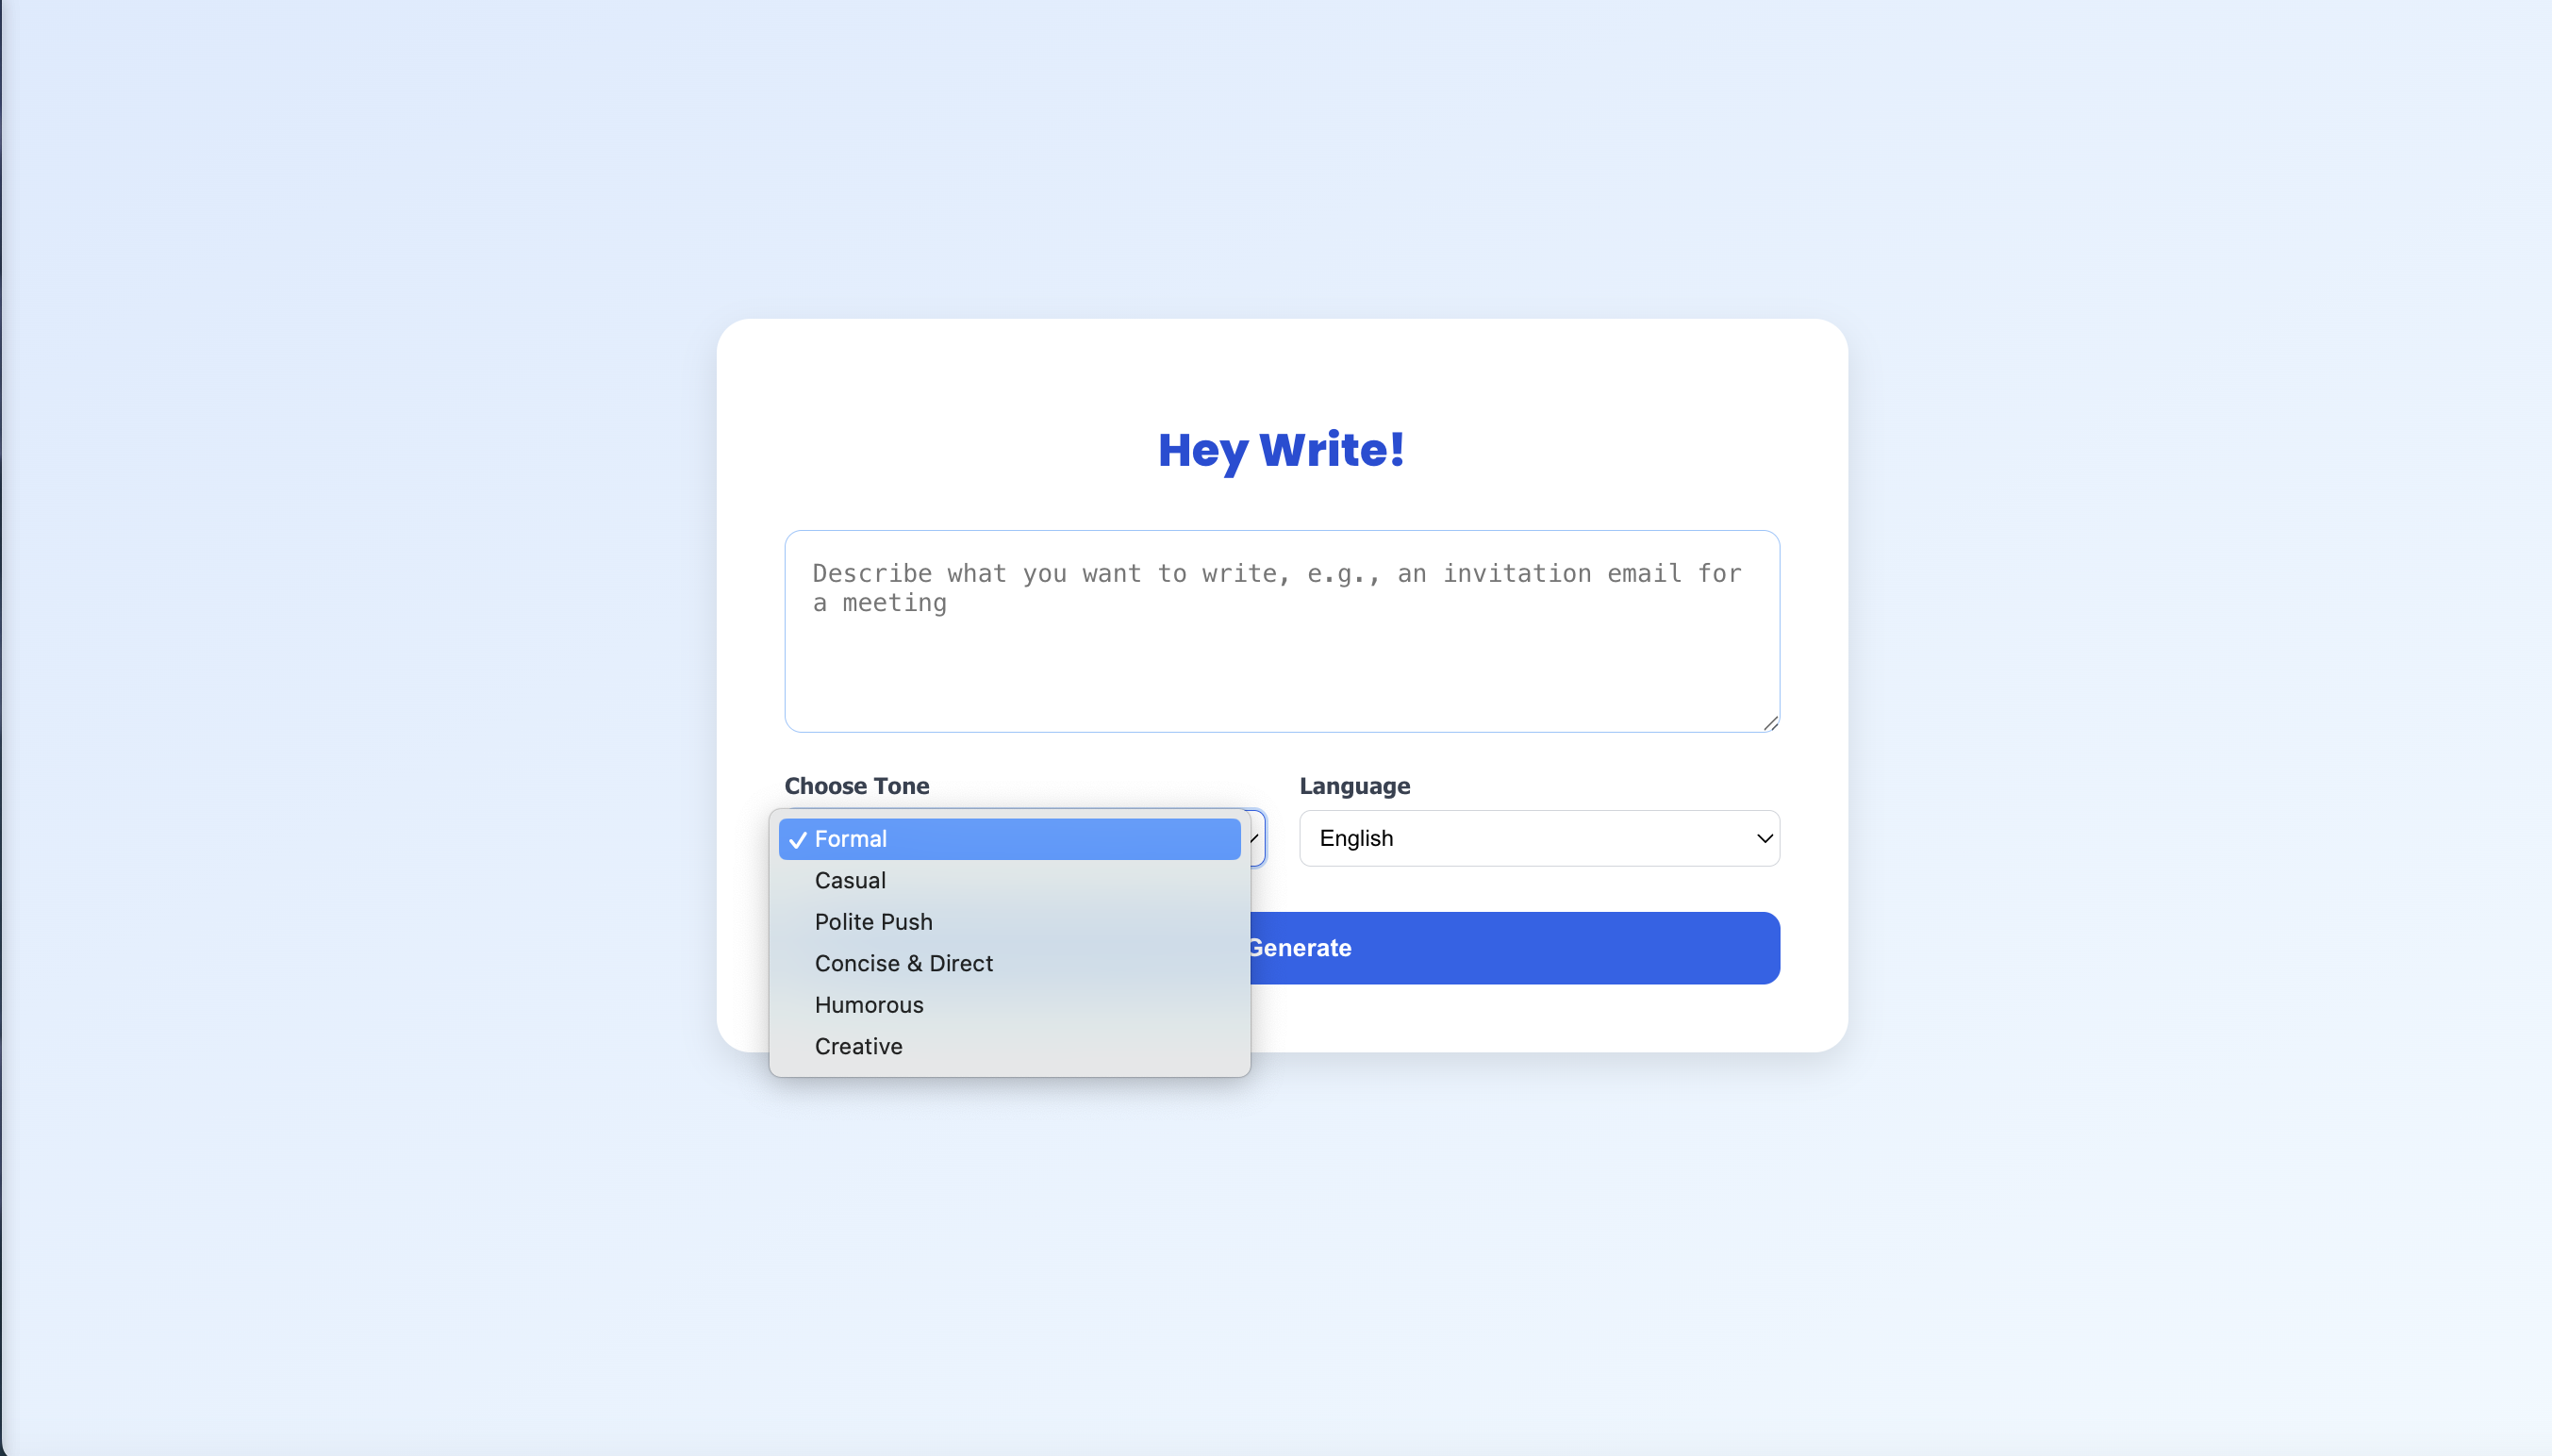 Hey Write!
Describe what you want to write, e.g., an invitation email for
a meeting
Choose Tone
Language
Formal
English
Casual
Polite Push
Concise & Direct
Humorous
Creative
Generate